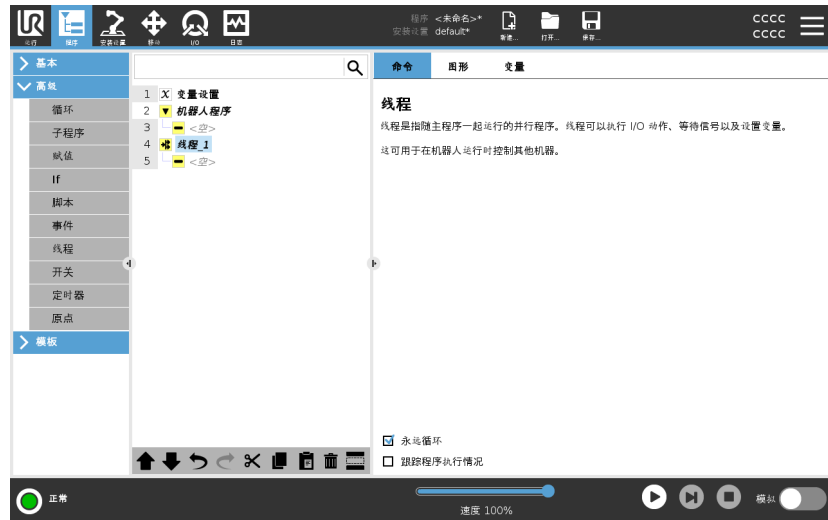 UR
运行
程序
安装设置
移动
I/O
日志
程序 <未命名>*
安装设置 default*
新建...
打开...
保存...
cccc
cccc
基本
高级
循环
子程序
赋值
If
脚本
事件
线程
开关
定时器
原点
模板
1 X 变量设置
2 机器人程序
3 <空>
4 线程_1
5 <空>
命令 图形 变量
线程
线程是指随主程序一起运行的并行程序。线程可以执行 I/O 动作、等待信号以及设置变量。
这可用于在机器人运行时控制其他机器。
永远循环
跟踪程序执行情况
正常
速度 100%
模拟